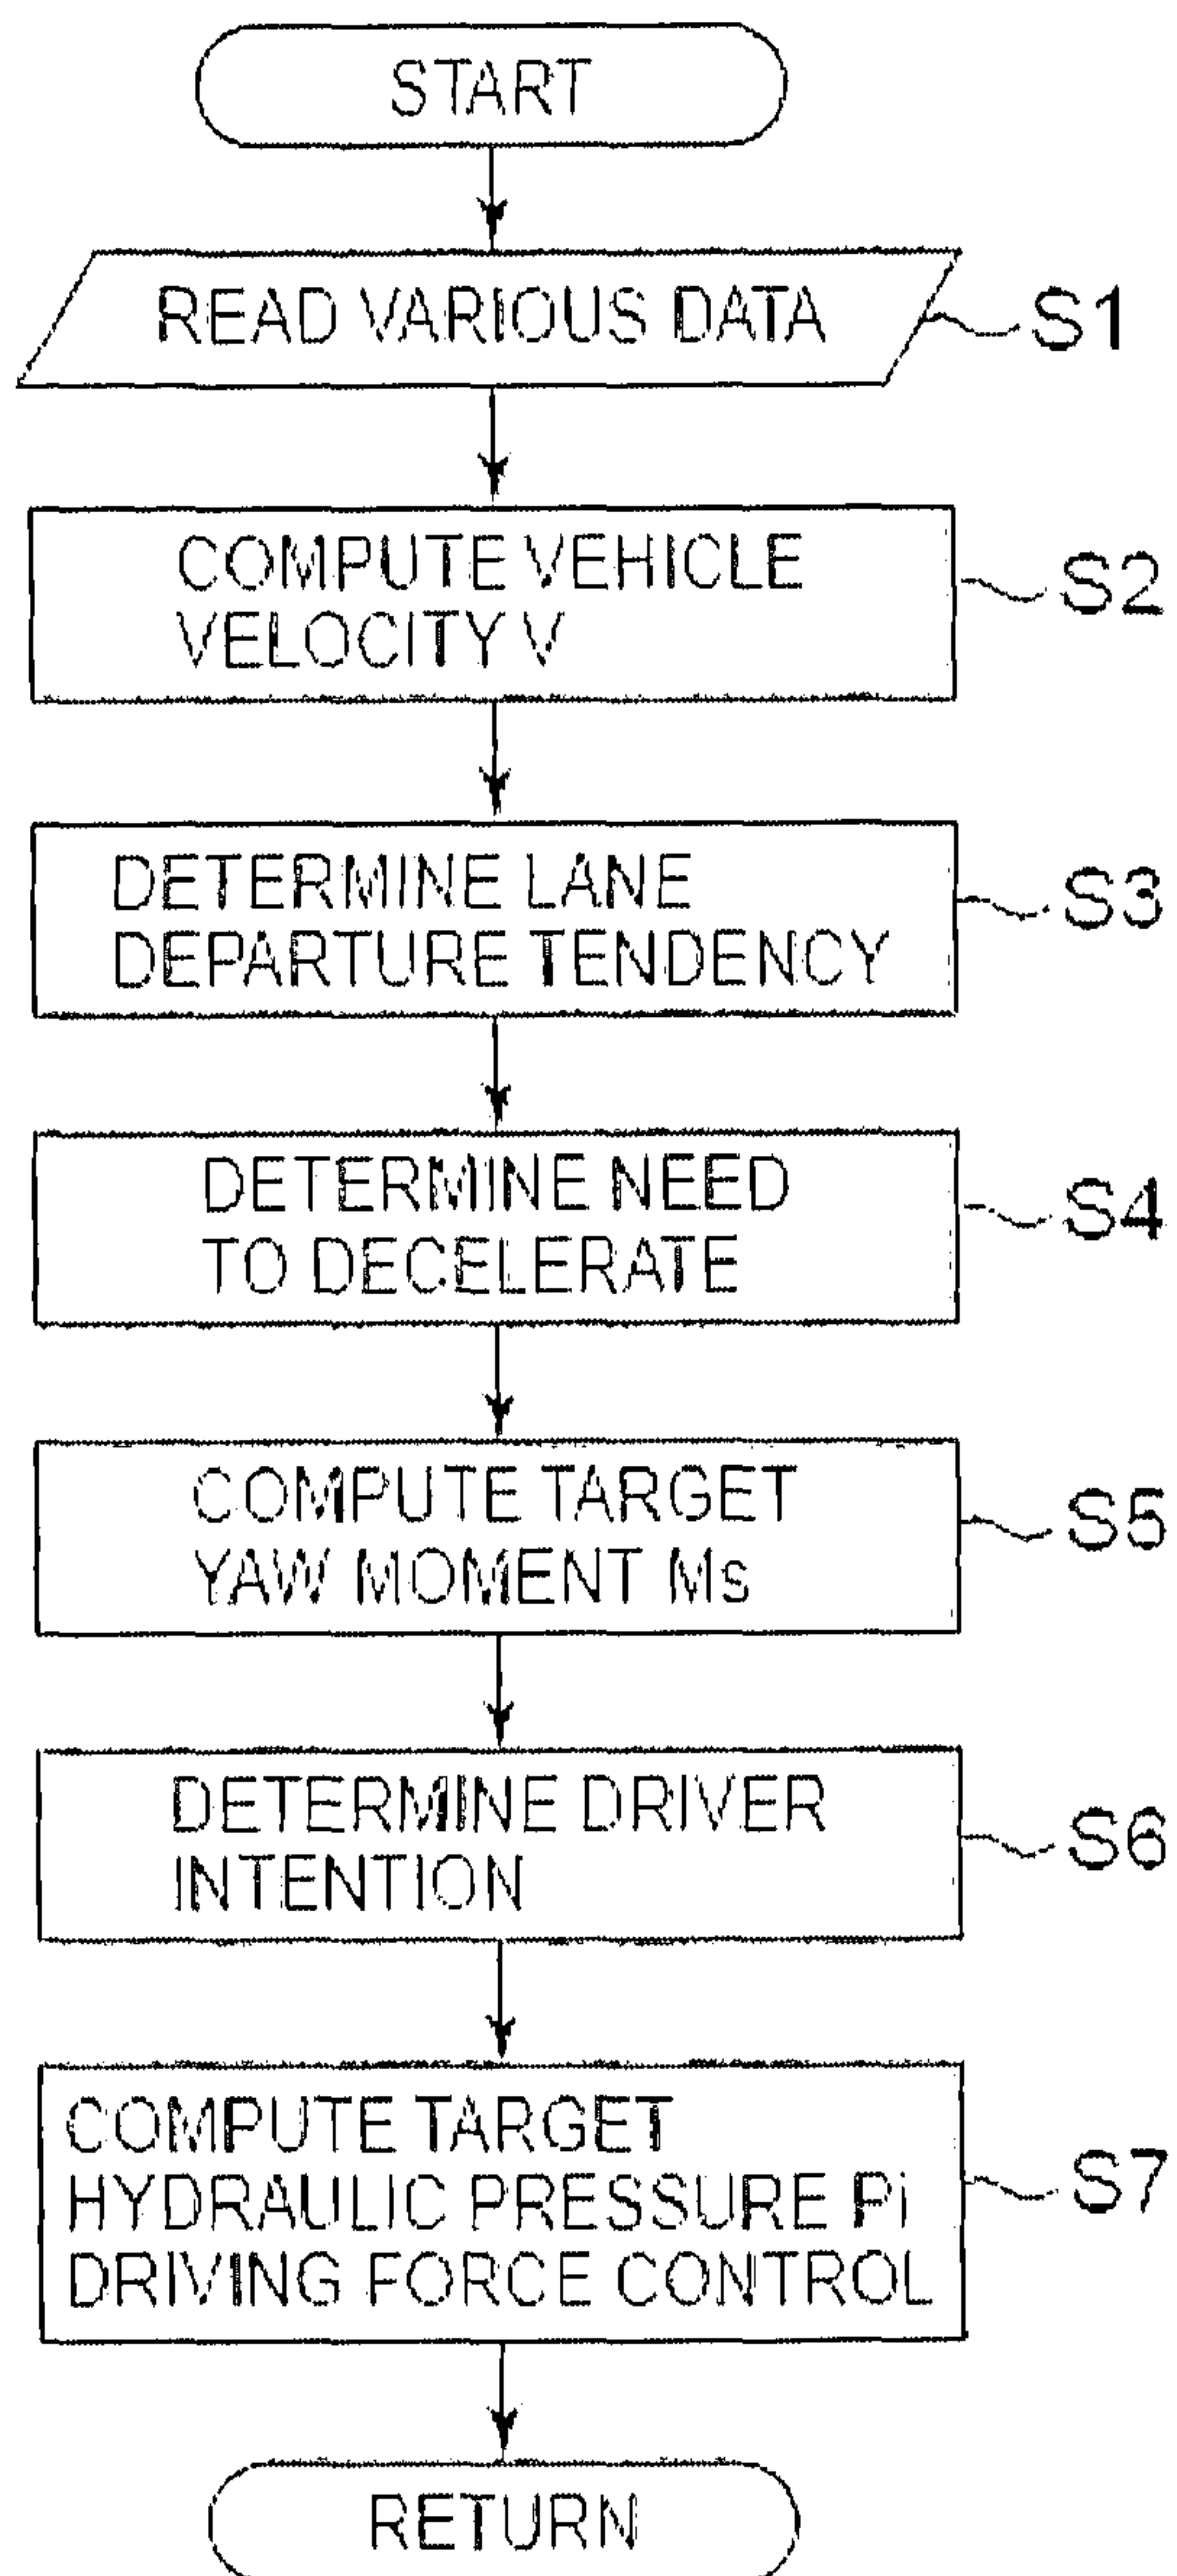 START
READ VARIOUS DATA
S1
COMPUTE VEHICLE
VELOCITY V
S2
DETERMINE LANE
DEPARTURE TENDENCY
S3
DETERMINE NEED
TO DECELERATE
S4
COMPUTE TARGET
YAW MOMENT Ms
S5
DETERMINE DRIVER
INTENTION
S6
COMPUTE TARGET
HYDRAULIC PRESSURE Pi
DRIVING FORCE CONTROL
S7
RETURN